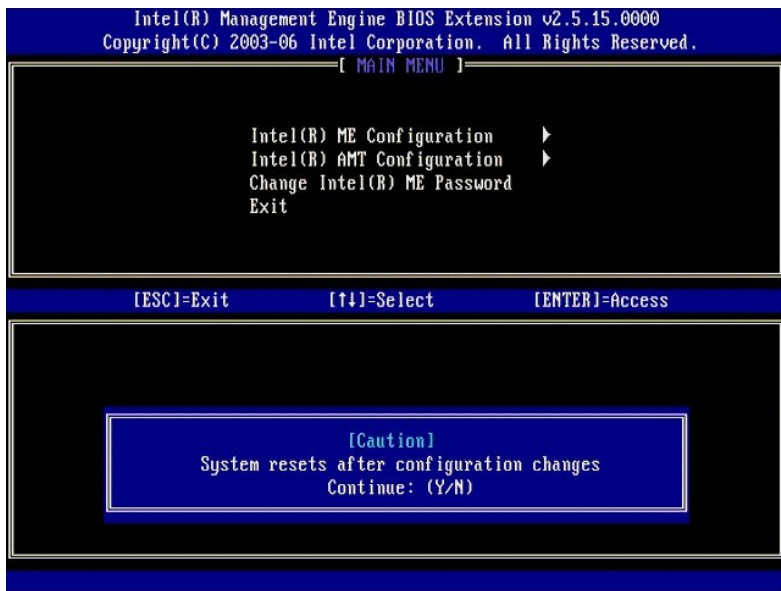 Intel(R) Management Engine BIOS Extension v2.5.15.0000
Copyright(C) 2003-06 Intel Corporation. All Rights Reserved.
[ MAIN MENU ]
Intel(R) ME Configuration ►
Intel(R) AMT Configuration ►
Change Intel(R) ME Password
Exit
[ESC]=Exit [↑↓]=Select [ENTER]=Access
[Caution]
System resets after configuration changes
Continue: (Y/N)